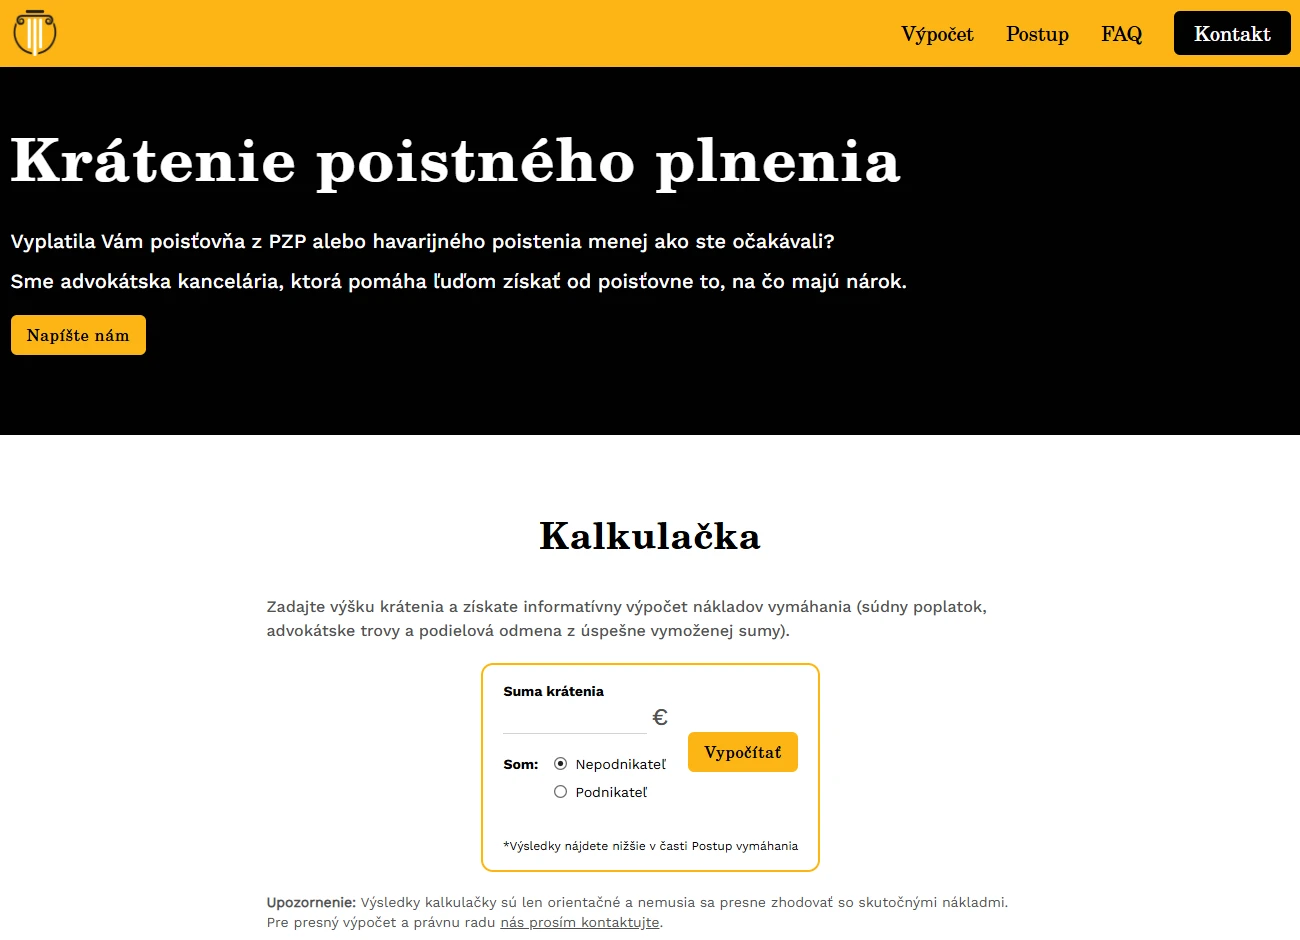 Výpočet Postup FAQ Kontakt
Krátenie poistného plnenia
Vyplatila Vám poisťovňa z PZP alebo havarijného poistenia menej ako ste očakávali?
Sme advokátska kancelária, ktorá pomáha ľuďom získať od poisťovne to, na čo majú nárok.
Napíšte nám
Kalkulačka
Zadajte výšku krátenia a získate informatívny výpočet nákladov vymáhania (súdny poplatok,
advokátske trovy a podielová odmena z úspešne vymoženej sumy).
Suma krátenia
€
Vypočítať
Som: Nepodnikateľ
Podnikateľ
*Výsledky nájdete nižšie v časti Postup vymáhania
Upozornenie: Výsledky kalkulačky sú len orientačné a nemusia sa presne zhodovať so skutočnými nákladmi.
Pre presný výpočet a právnu radu nás prosím kontaktujte.